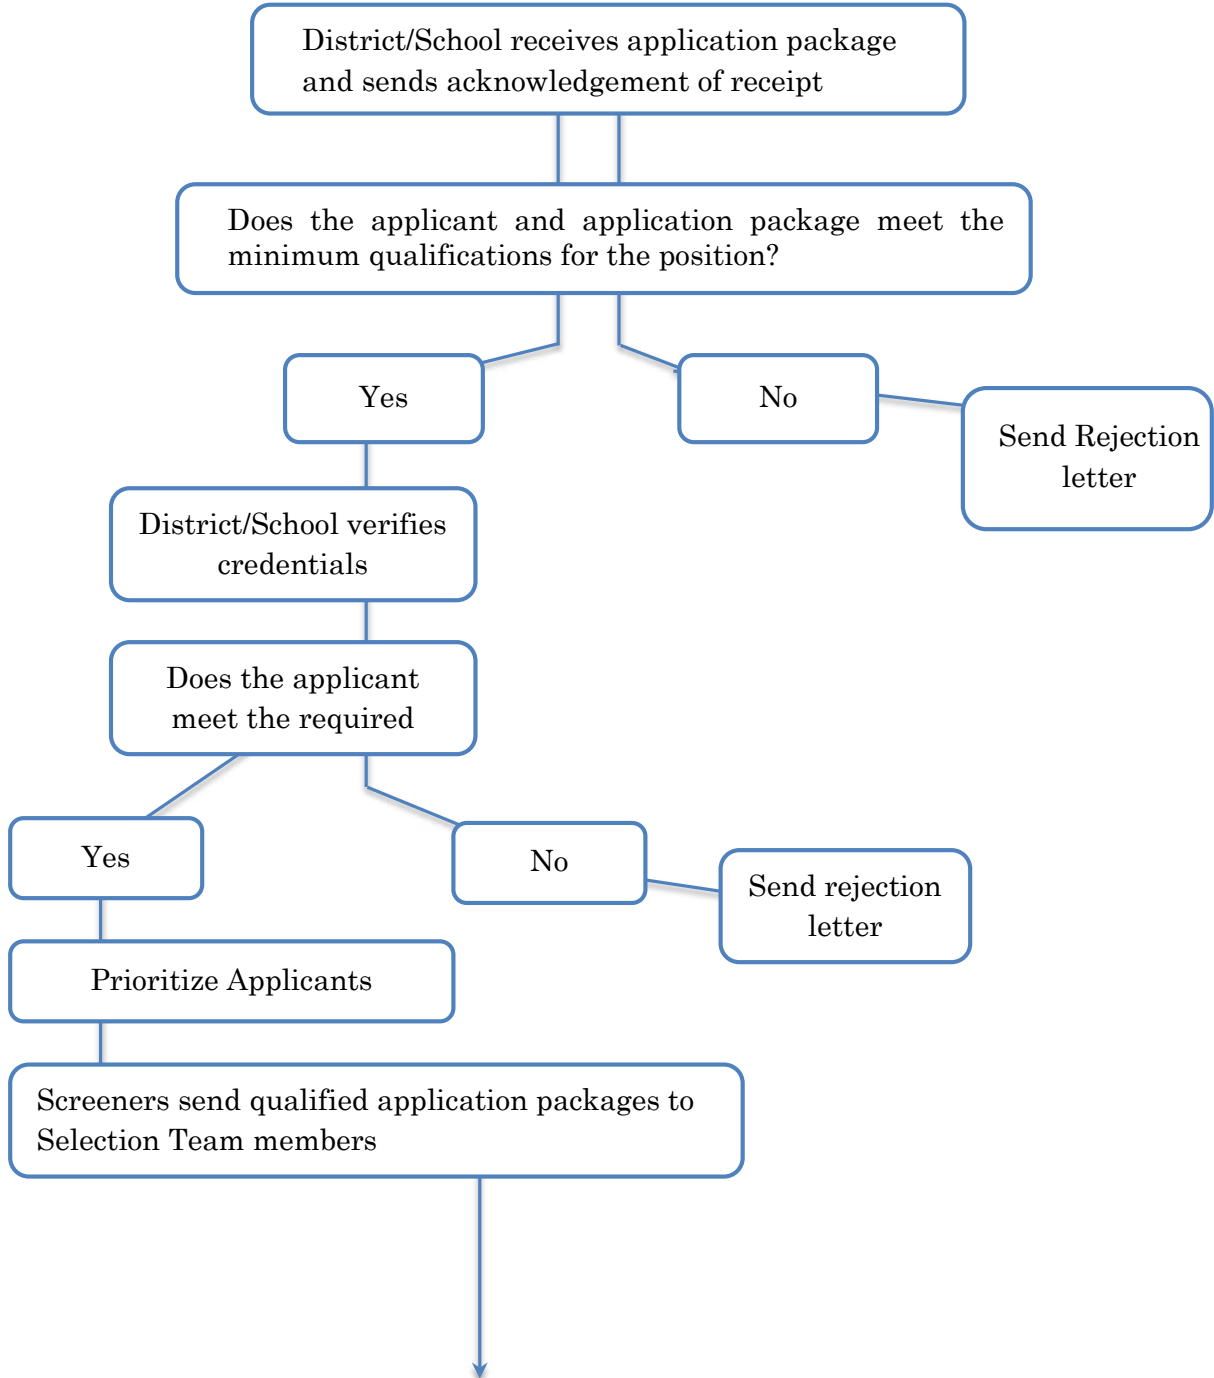 District/School receives application package
and sends acknowledgement of receipt
Does the applicant and application package meet the
minimum qualifications for the position?
Yes
No
Send Rejection
letter
District/School verifies
credentials
Does the applicant
meet the required
Yes
No
Send rejection
letter
Prioritize Applicants
Screeners send qualified application packages to
Selection Team members